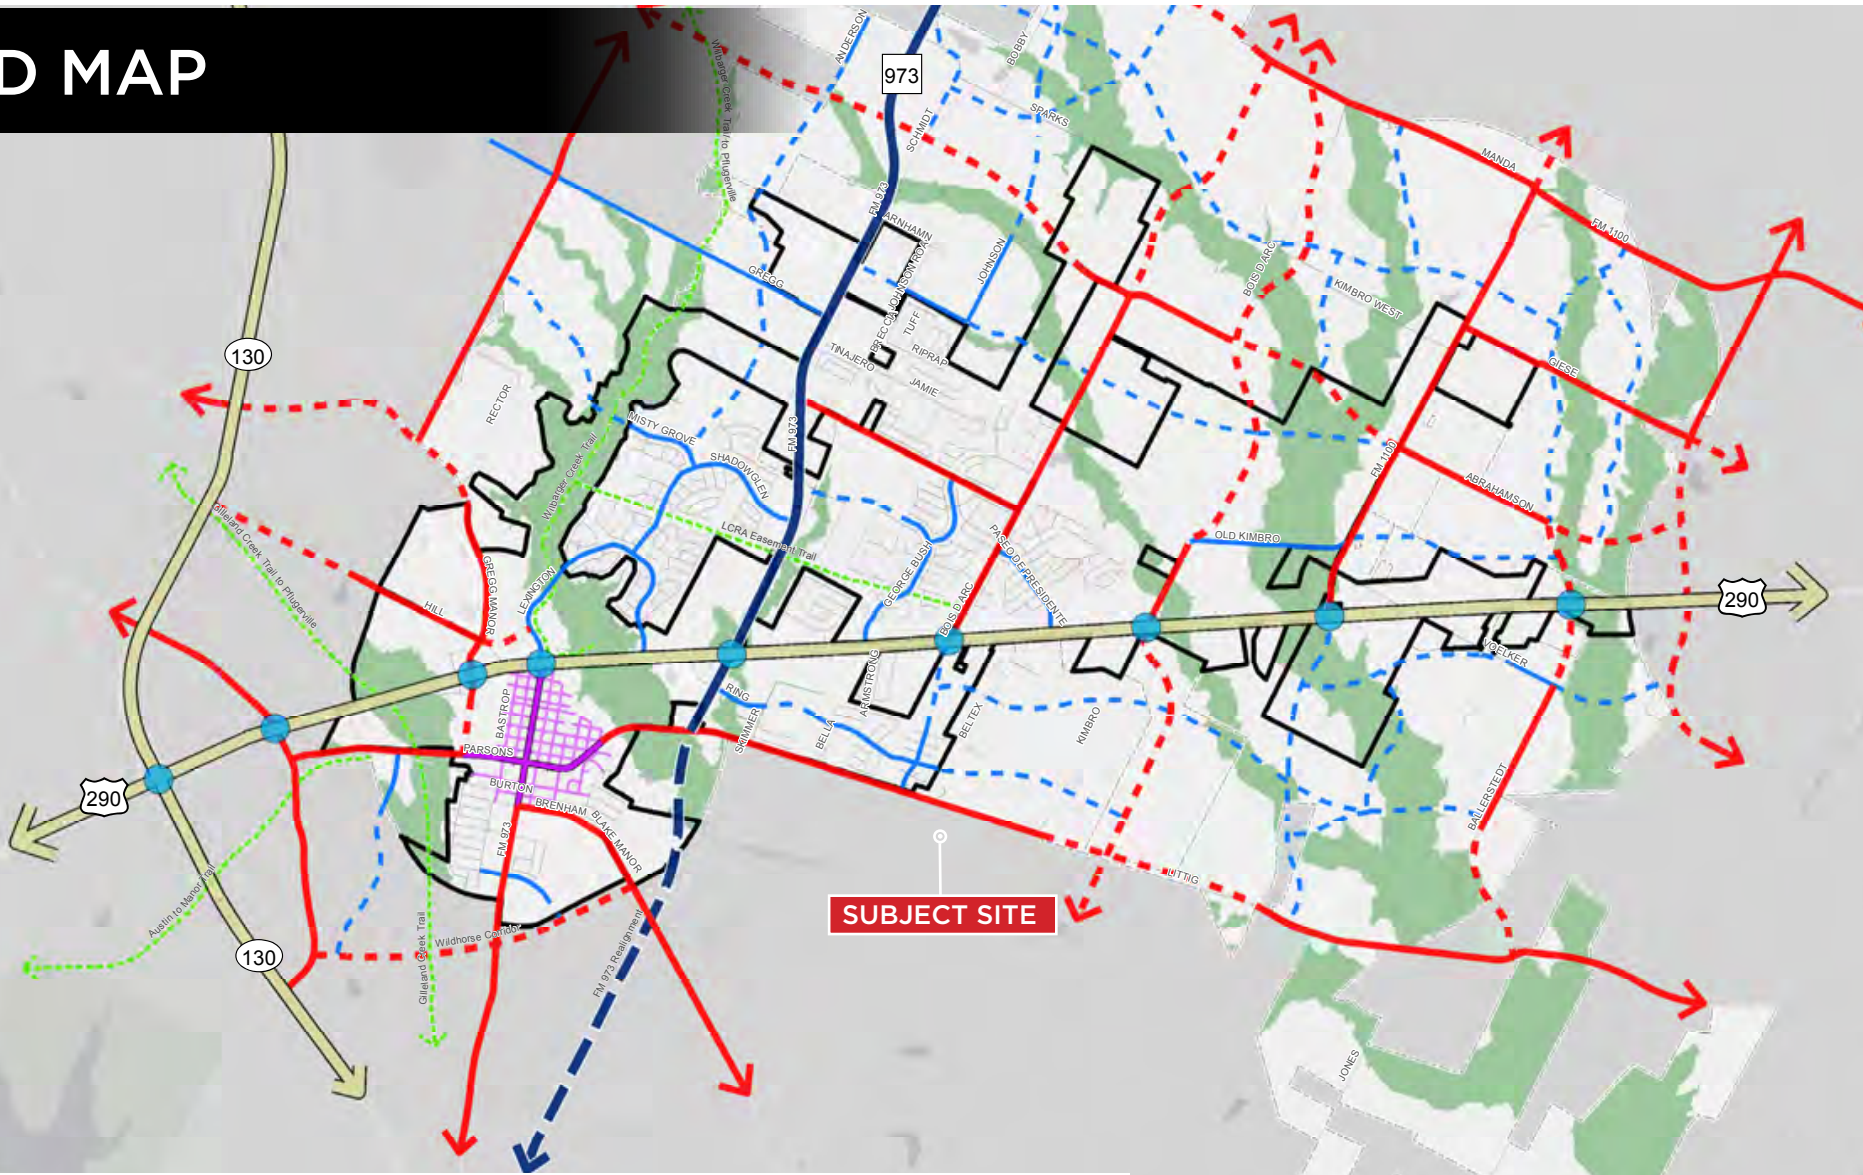 D MAP
ANDERSON
BOBBY
973
SCHMIDT
SPARKS
Wilbarger Creek Trail to Pflugerville
MANDA
FM 1100
FM 973
ARNHAMN
JOHNSON
BOIS D'ARC
KIMBRO WEST
GREGG
BRECCIA
JOHNSON ROA
TUFF
TINAJERO
RIPRAP
JAMIE
GIESE
130
RECTOR
MISTY GROVE
FM 973
SHADOWGLEN
Wilbarger Creek Trail
FM 1100
ABRAHAMSON
Gilleland Creek Trail to Pflugerville
LCRA Easement Trail
PASEO DE PRESIDENTE
OLD KIMBRO
GEORGE BUSH
GREGG MANOR
LEXINGTON
HILL
BOIS D'ARC
290
ARMSTRONG
VOELKER
RING
BASTROP
SKIMMER
BELLA
BELTEX
KIMBRO
PARSONS
290
BURTON
BRENHAM
BLAKE MANOR
BALLERSTEDT
FM 973
LITTIG
Austin to Manor Trail
SUBJECT SITE
Wildhorse Corridor
130
Gilleland Creek Trail
FM 973 Realignment
JONES